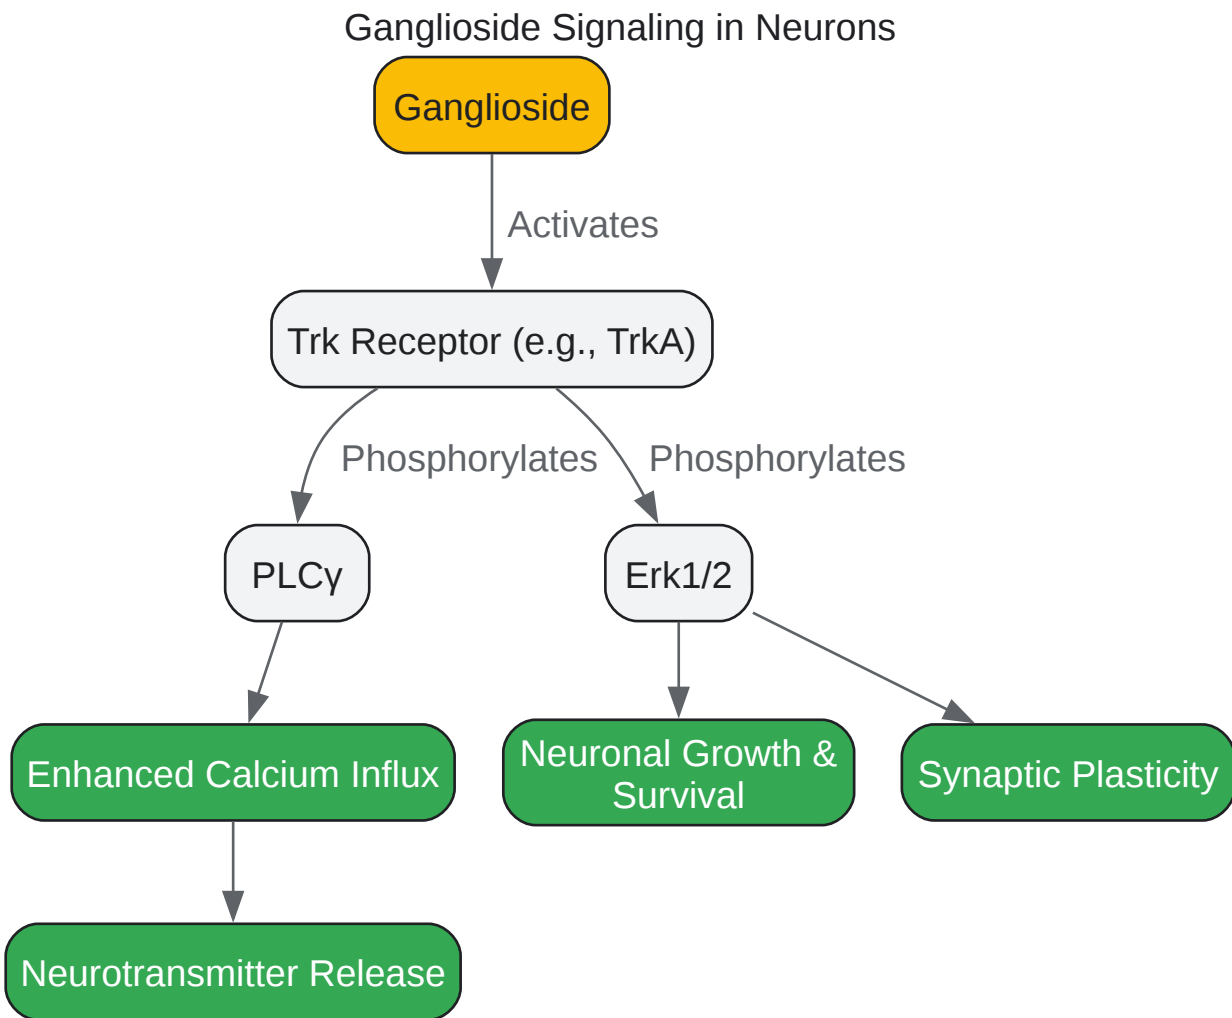 Ganglioside Signaling in Neurons
Ganglioside
Activates
Trk Receptor (e.g., TrkA)
Phosphorylates
Phosphorylates
PLCγ
Erk1/2
Enhanced Calcium Influx
Neuronal Growth &
Survival
Synaptic Plasticity
Neurotransmitter Release